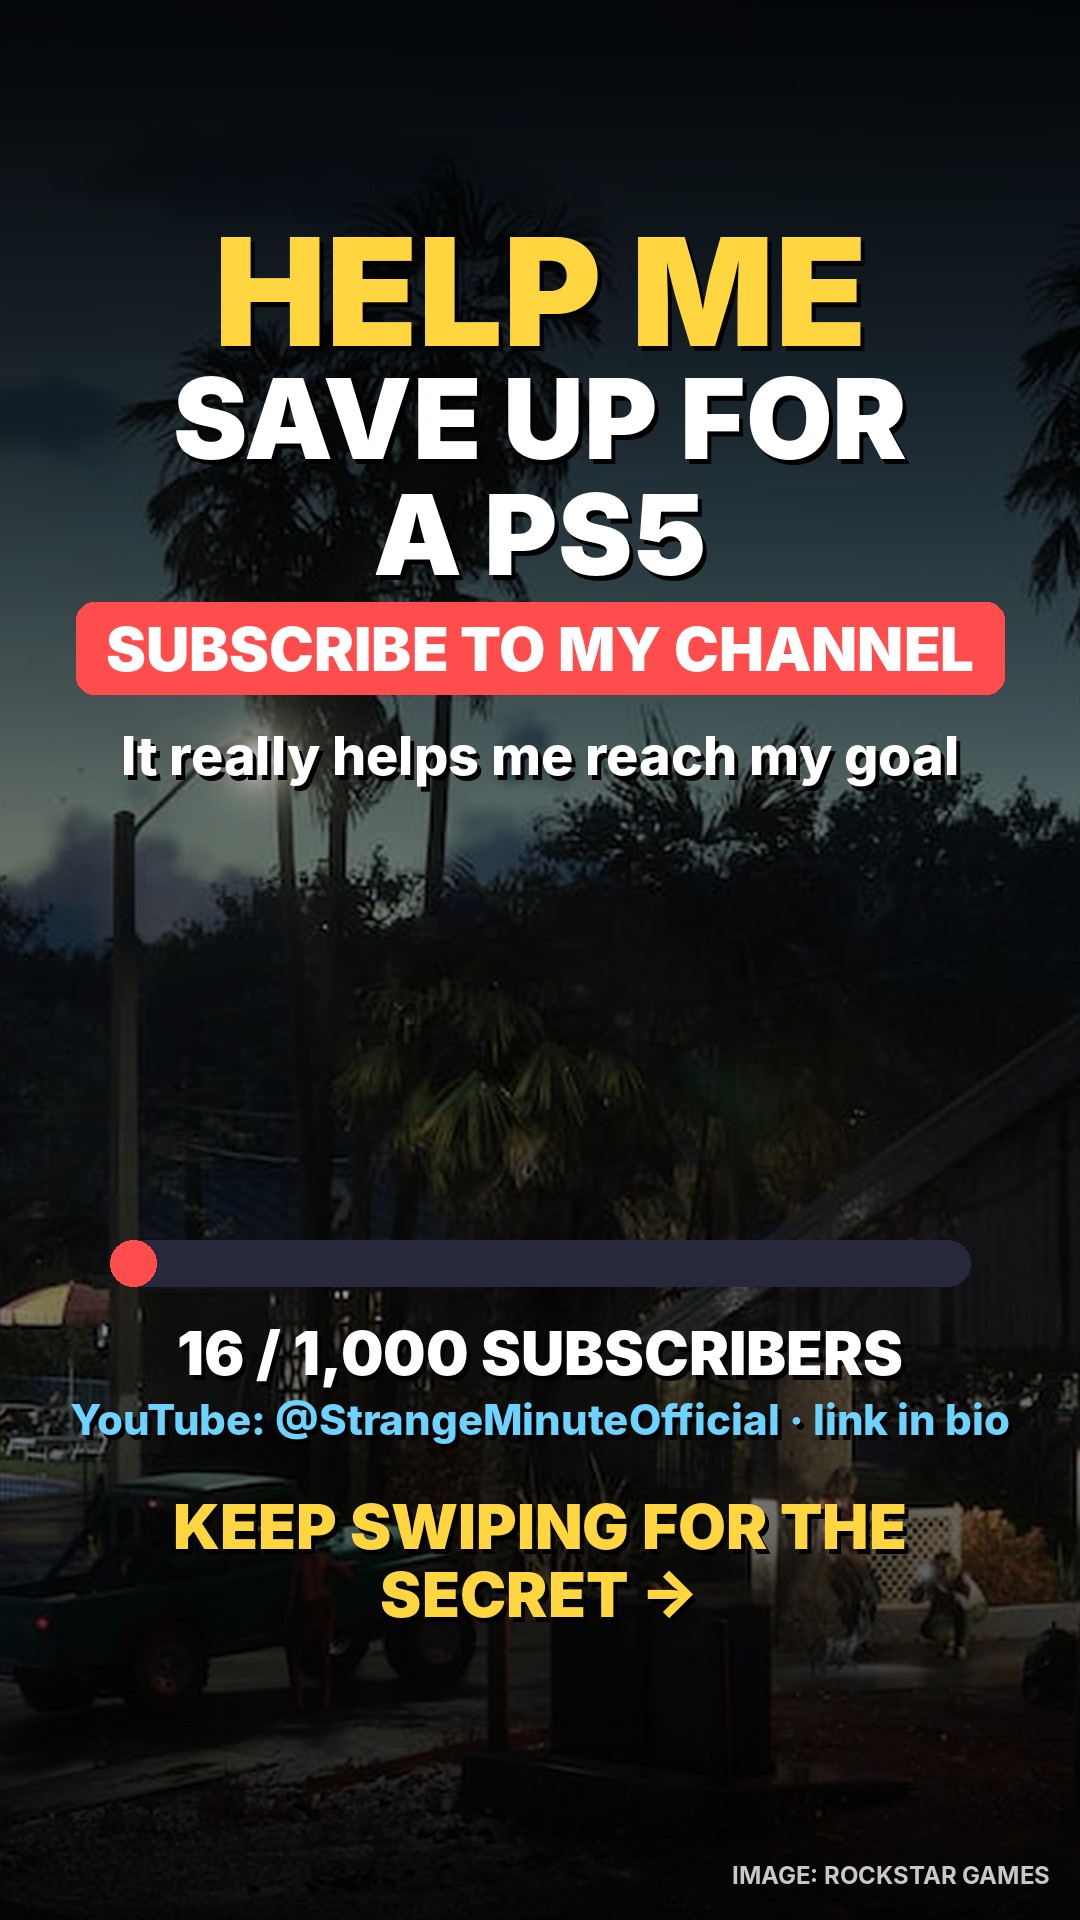 HELP ME
SAVE UP FOR
A PS5
SUBSCRIBE TO MY CHANNEL
It really helps me reach my goal
16 / 1,000 SUBSCRIBERS
YouTube: @StrangeMinuteOfficial · link in bio
KEEP SWIPING FOR THE
SECRET →
IMAGE: ROCKSTAR GAMES